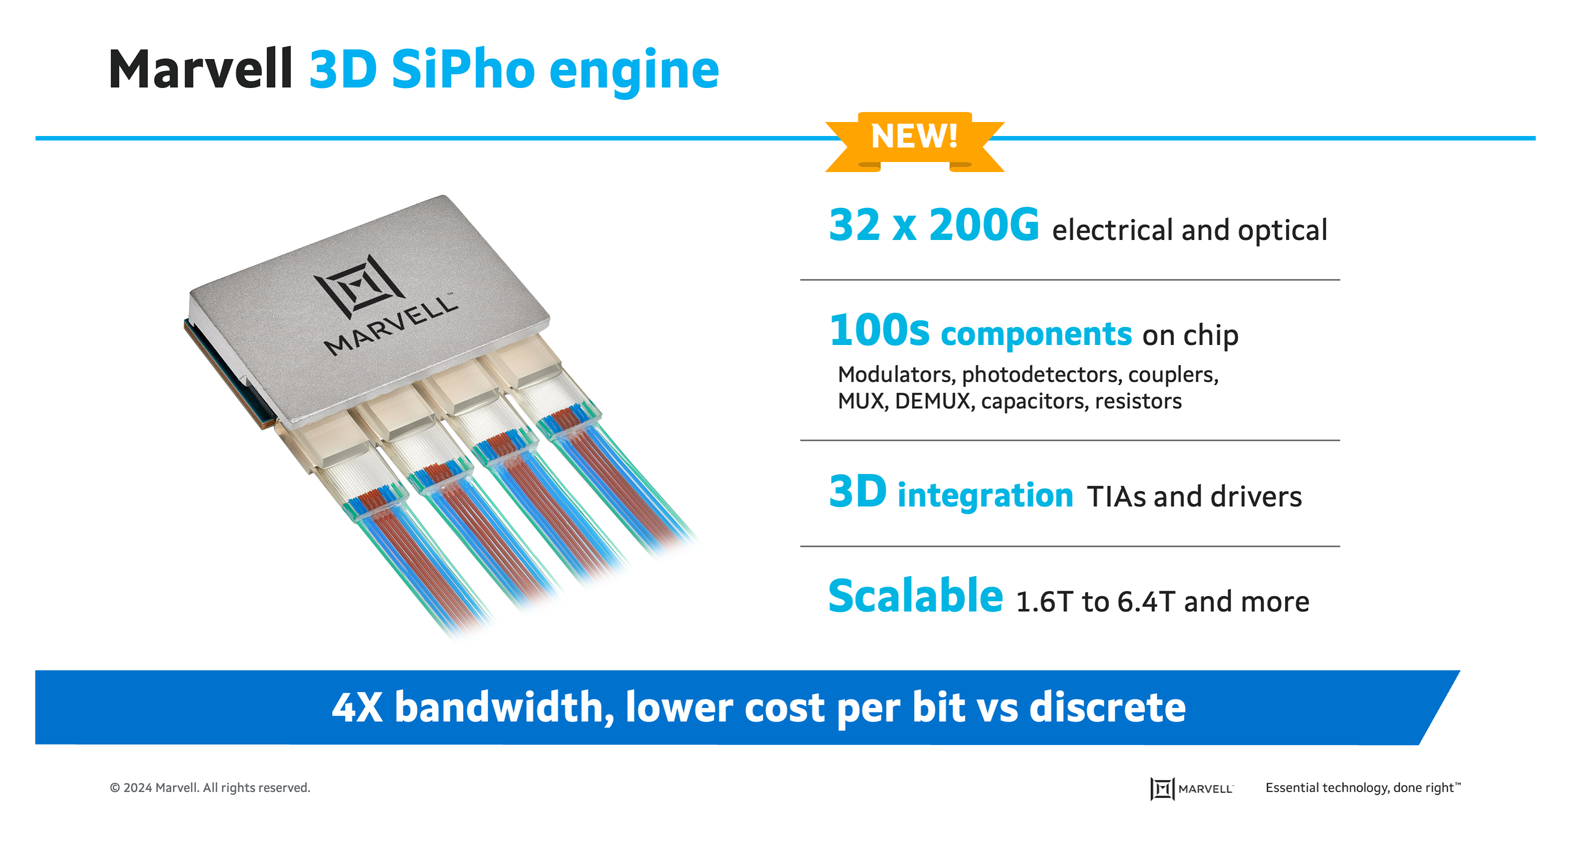 Marvell 3D SiPho engine
NEW!
MARVELL™
32 x 200G electrical and optical
100s components on chip
Modulators, photodetectors, couplers,
MUX, DEMUX, capacitors, resistors
3D integration TIAs and drivers
Scalable 1.6T to 6.4T and more
4X bandwidth, lower cost per bit vs discrete
© 2024 Marvell. All rights reserved.
MARVELL™
Essential technology, done right™